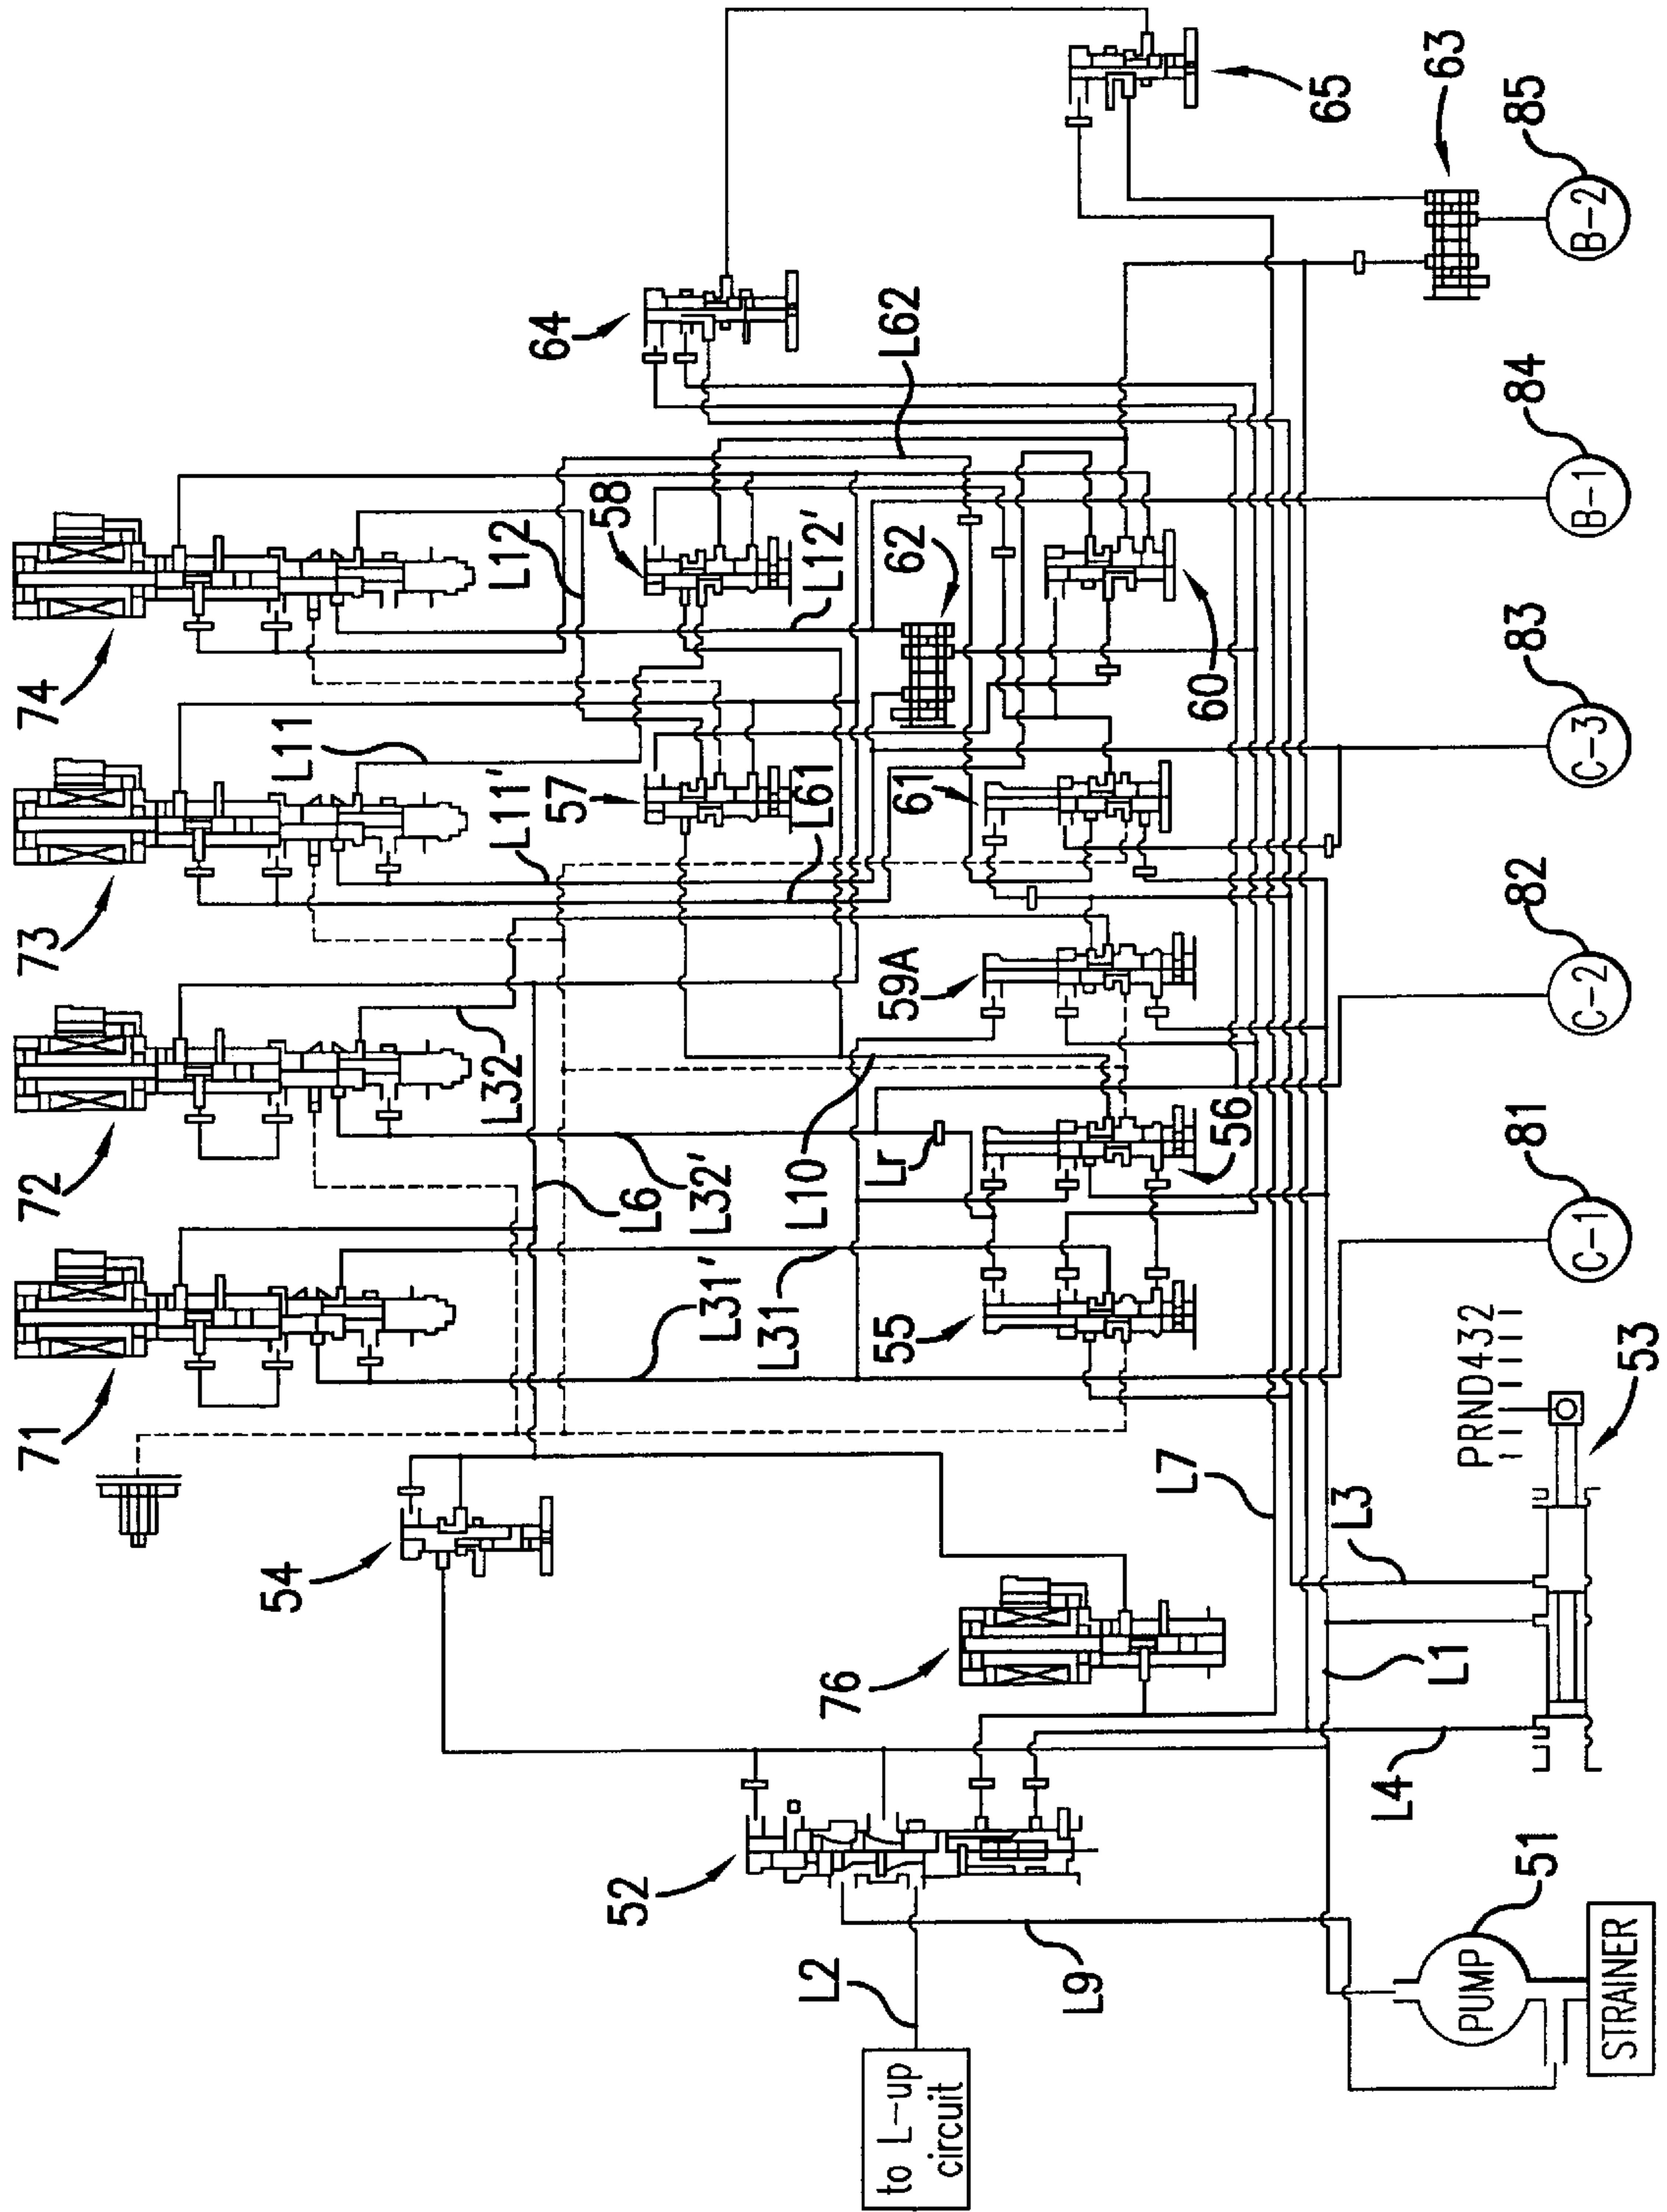 74
73
72
71
L12
58
L12'
62
64
L62
65
63
85
B-2
84
B-1
60
83
C-3
L11
L11'
57
L61
61
59A
82
C-2
L32
L32'
L6
L10
Lr
56
81
C-1
L31'
L31
55
PRND432
53
54
L7
L3
76
L1
L4
52
51
PUMP
STRAINER
L2
L9
to L-up
circuit